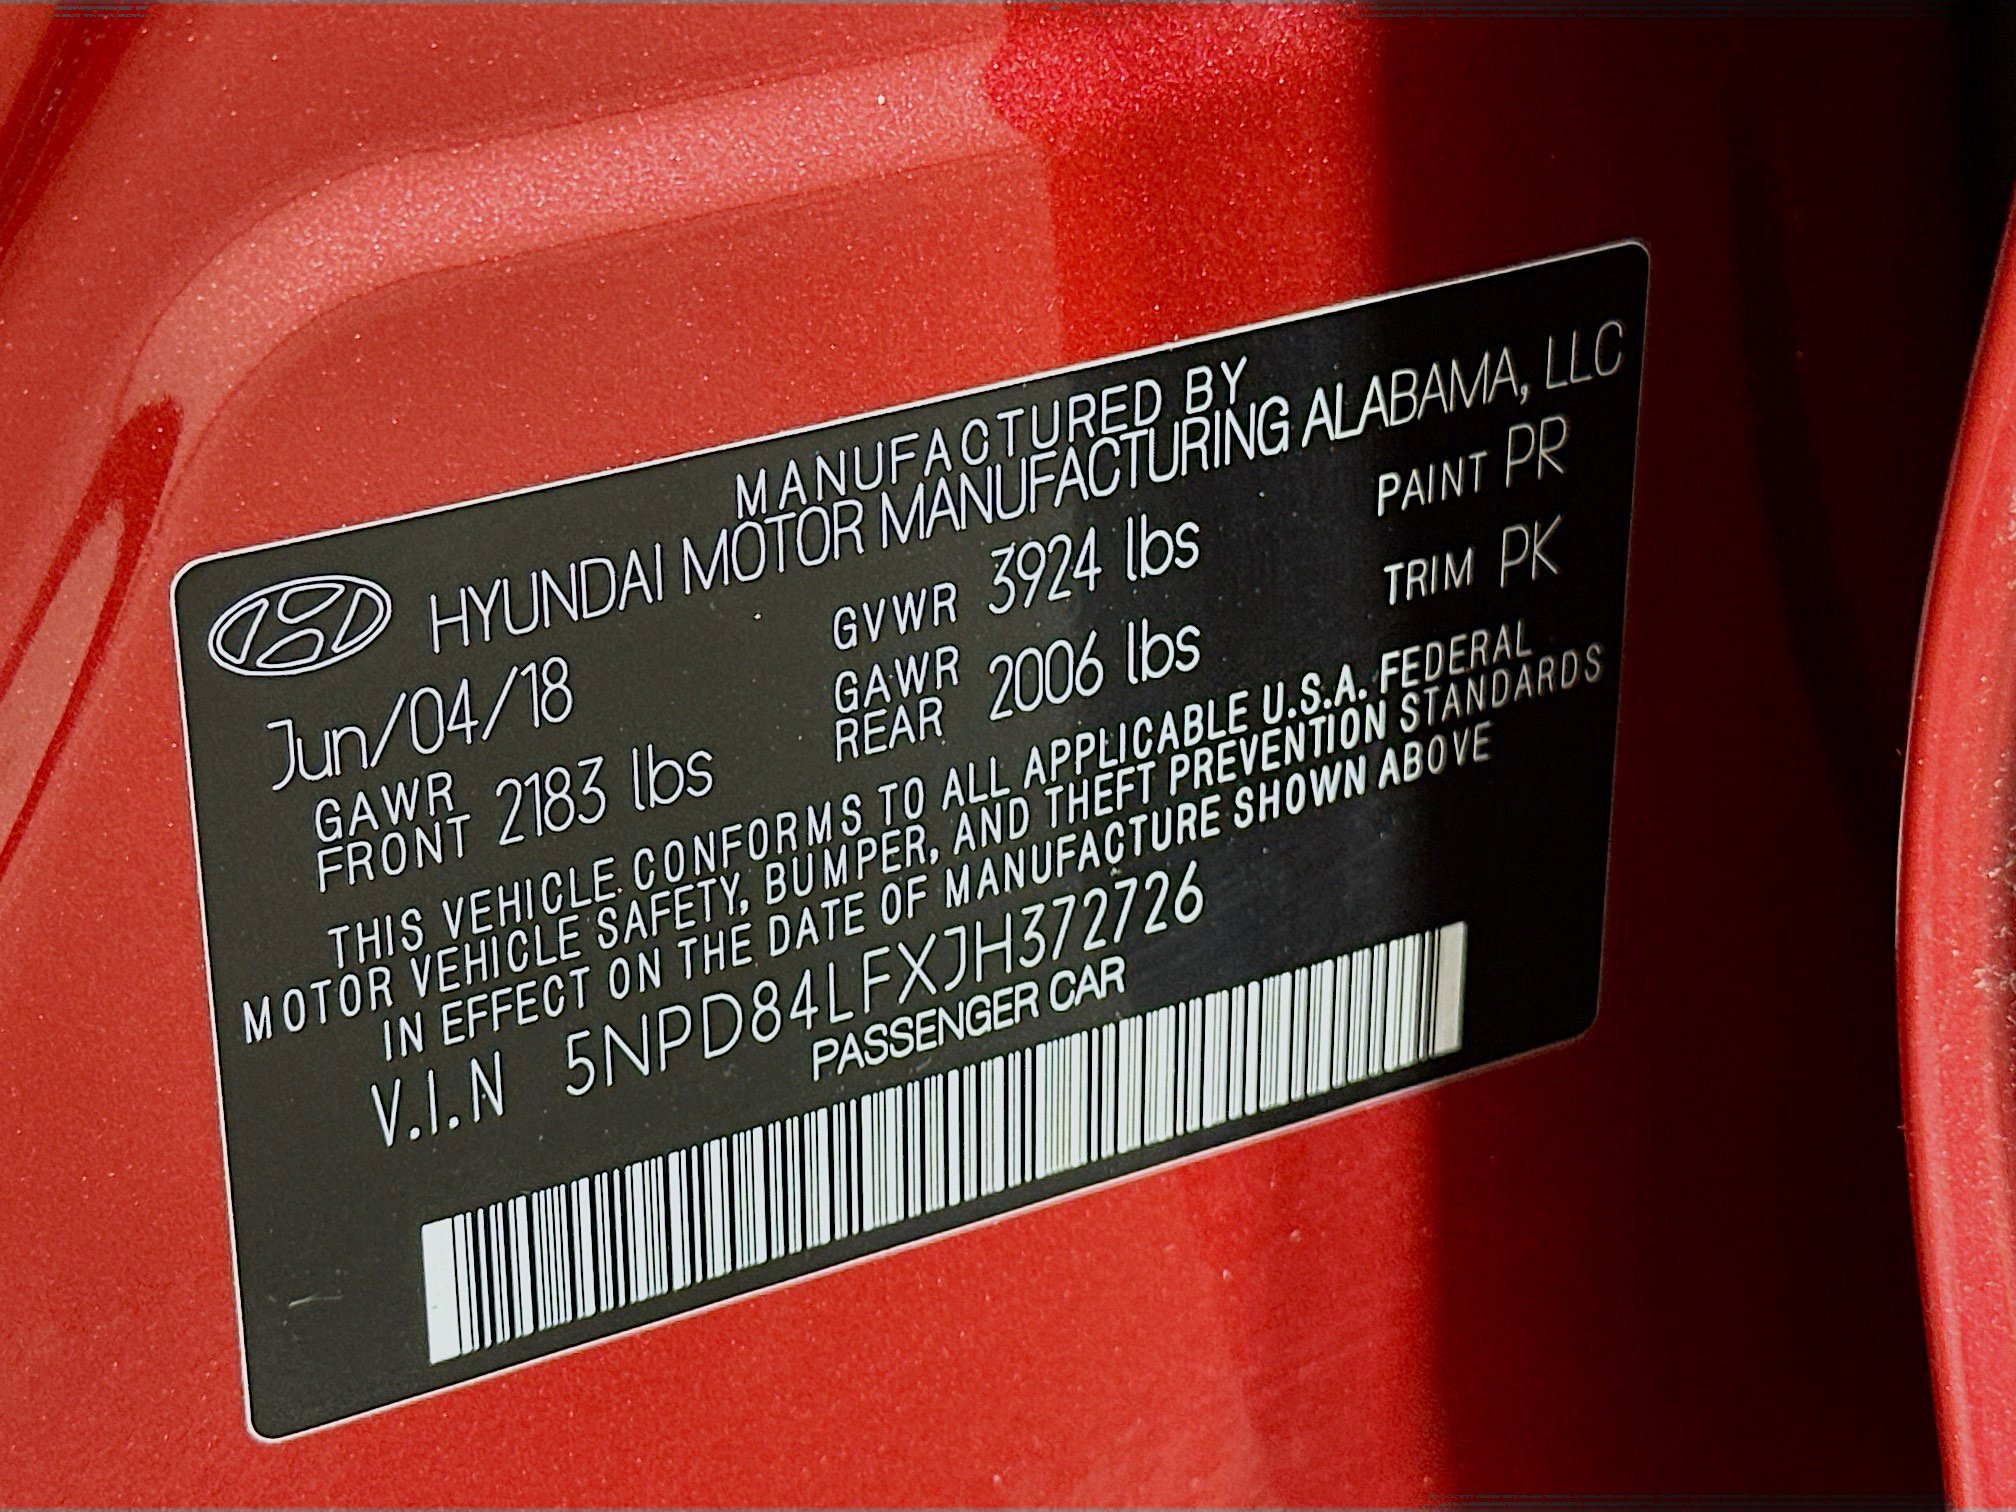 MANUFACTURED BY
HYUNDAI MOTOR MANUFACTURING ALABAMA, LLC
Jun/04/18 GVWR 3924 lbs PAINT PR
GAWR FRONT 2183 lbs GAWR REAR 2006 lbs TRIM PK
THIS VEHICLE CONFORMS TO ALL APPLICABLE U.S.A. FEDERAL
MOTOR VEHICLE SAFETY, BUMPER, AND THEFT PREVENTION STANDARDS
IN EFFECT ON THE DATE OF MANUFACTURE SHOWN ABOVE
V.I.N 5NPD84LFXJH372726
PASSENGER CAR